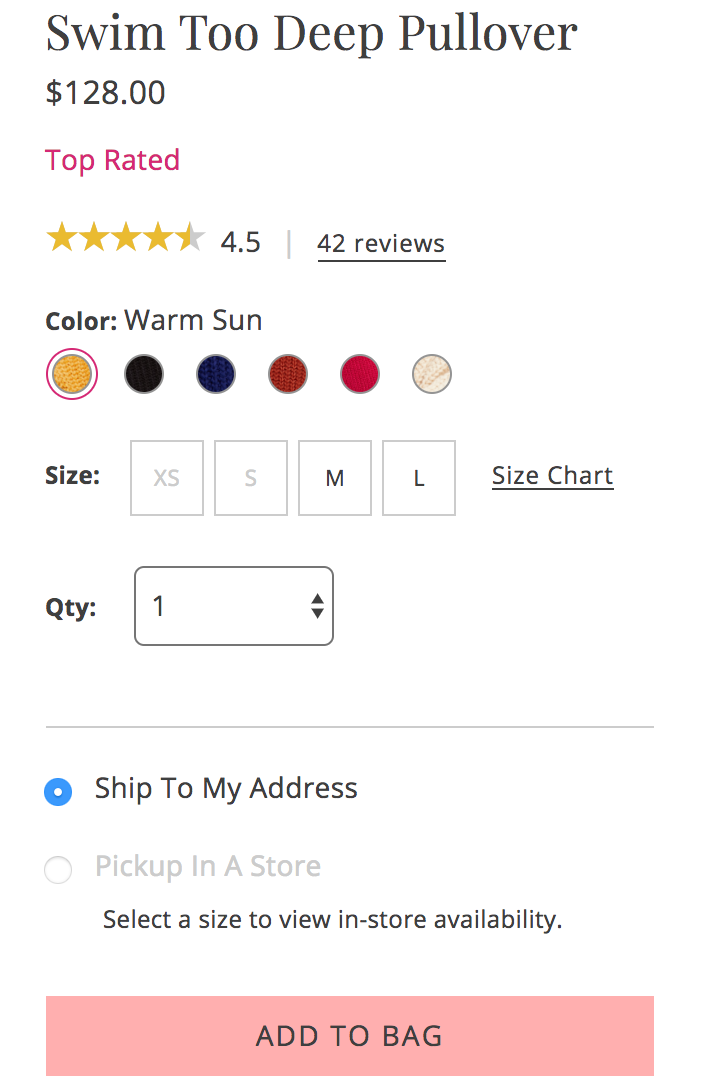 Swim Too Deep Pullover
$128.00
Top Rated
4.5 | 42 reviews
Color: Warm Sun
Size: XS S M L Size Chart
Qty: 1
Ship To My Address
Pickup In A Store
Select a size to view in-store availability.
ADD TO BAG